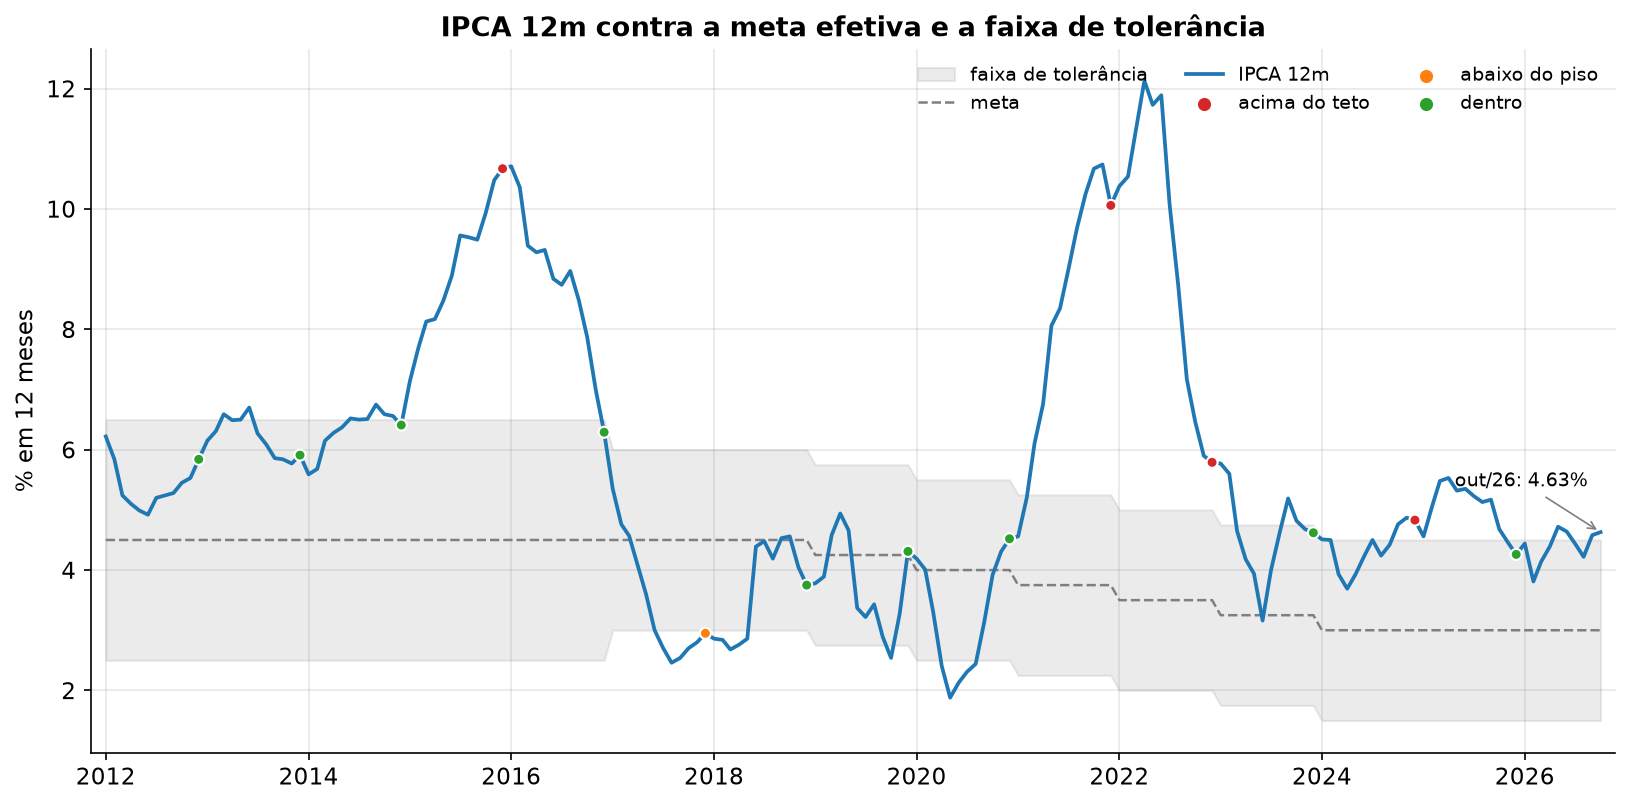 IPCA 12m contra a meta efetiva e a faixa de tolerância
faixa de tolerância
meta
IPCA 12m
acima do teto
abaixo do piso
dentro
% em 12 meses
12
10
8
6
4
2
out/26: 4.63%
2012 2014 2016 2018 2020 2022 2024 2026